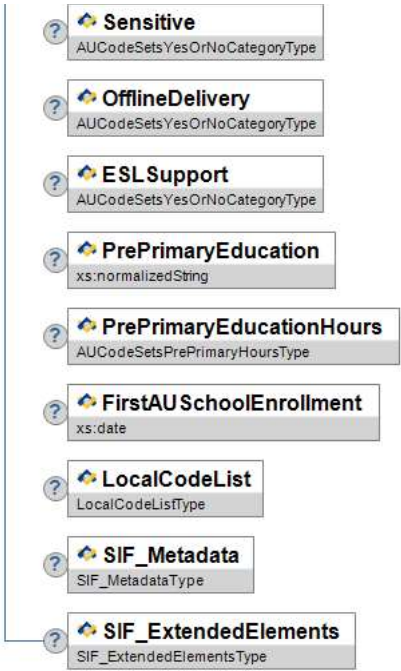 ? Sensitive
AUCodeSetsYesOrNoCategoryType
? OfflineDelivery
AUCodeSetsYesOrNoCategoryType
? ESLSupport
AUCodeSetsYesOrNoCategoryType
? PrePrimaryEducation
xs:normalizedString
? PrePrimaryEducationHours
AUCodeSetsPrePrimaryHoursType
? FirstAUSchoolEnrollment
xs:date
? LocalCodeList
LocalCodeListType
? SIF_Metadata
SIF_MetadataType
? SIF_ExtendedElements
SIF_ExtendedElementsType